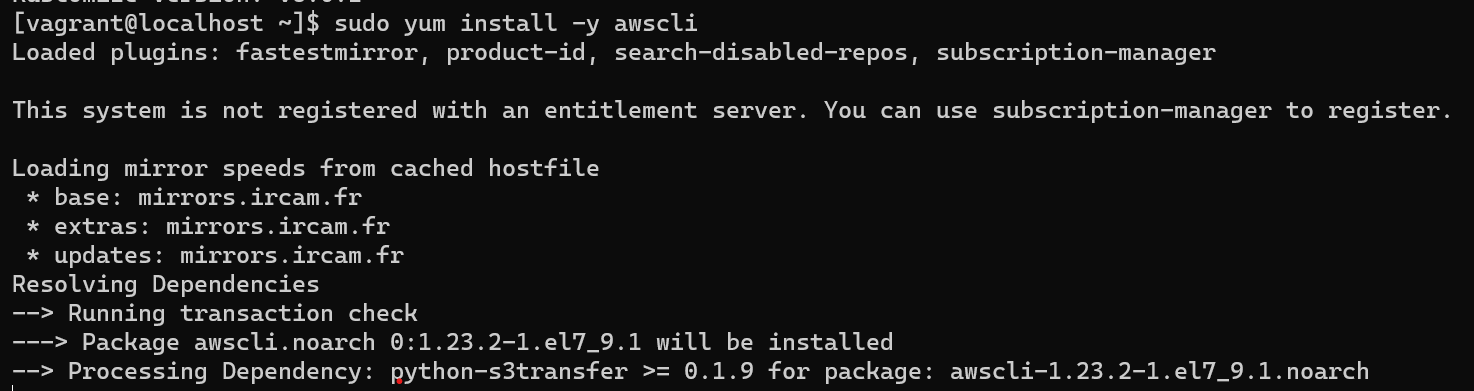 [vagrant@localhost ~]$ sudo yum install -y awscli
Loaded plugins: fastestmirror, product-id, search-disabled-repos, subscription-manager
This system is not registered with an entitlement server. You can use subscription-manager to register.
Loading mirror speeds from cached hostfile
 * base: mirrors.ircam.fr
 * extras: mirrors.ircam.fr
 * updates: mirrors.ircam.fr
Resolving Dependencies
--> Running transaction check
---> Package awscli.noarch 0:1.23.2-1.el7_9.1 will be installed
--> Processing Dependency: python-s3transfer >= 0.1.9 for package: awscli-1.23.2-1.el7_9.1.noarch